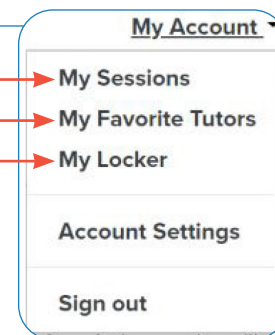 My Account
My Sessions
My Favorite Tutors
My Locker
Account Settings
Sign out